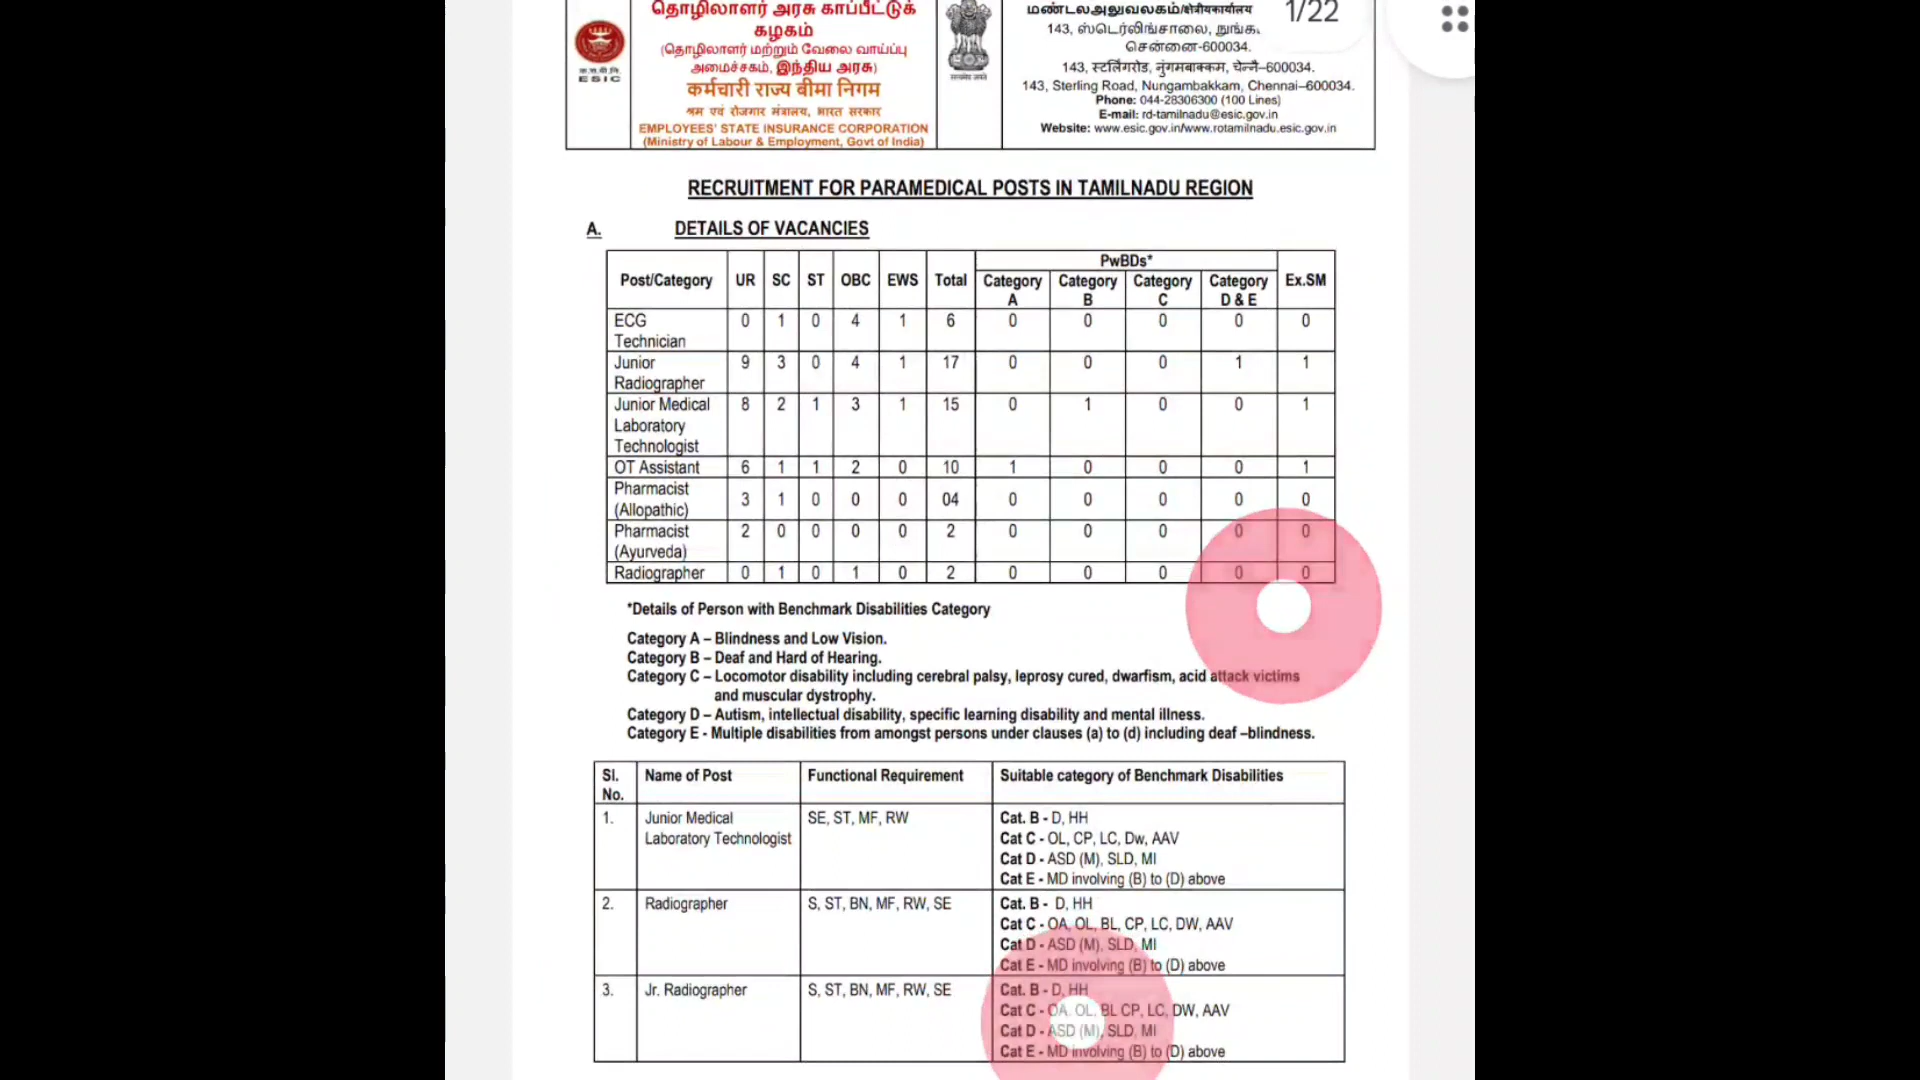 தொழிலாளர் அரசு காப்பீட்டுக்
கழகம்
(தொழிலாளர் மற்றும் வேலை வாய்ப்பு
அமைச்சகம், இந்திய அரசு)
कर्मचारी राज्य बीमा निगम
श्रम एवं रोजगार मंत्रालय, भारत सरकार
EMPLOYEES' STATE INSURANCE CORPORATION
(Ministry of Labour & Employment, Govt of India)
क.रा.बी.नि.
ESIC
सत्यमेव जयते
மண்டலஅலுவலகம்/क्षेत्रीयकार्यालय
143, ஸ்டெர்லிங்சாலை,
சென்னை-600034.
143, स्टर्लिंगरोड, नुंगमबाक्कम, चेन्नै–600034.
143, Sterling Road, Nungambakkam, Chennai–600034.
Phone: 044-28306300 (100 Lines)
E-mail: rd-tamilnadu@esic.gov.in
Website: www.esic.gov.in/www.rotamilnadu.esic.gov.in
1/22
RECRUITMENT FOR PARAMEDICAL POSTS IN TAMILNADU REGION
A. DETAILS OF VACANCIES
PwBDs*
Post/Category UR SC ST OBC EWS Total Category A Category B Category C Category D & E Ex.SM
ECG Technician 0 1 0 4 1 6 0 0 0 0 0
Junior Radiographer 9 3 0 4 1 17 0 0 0 1 1
Junior Medical Laboratory Technologist 8 2 1 3 1 15 0 1 0 0 1
OT Assistant 6 1 1 2 0 10 1 0 0 0 1
Pharmacist (Allopathic) 3 1 0 0 0 04 0 0 0 0 0
Pharmacist (Ayurveda) 2 0 0 0 0 2 0 0 0 0 0
Radiographer 0 1 0 1 0 2 0 0 0 0 0
*Details of Person with Benchmark Disabilities Category
Category A – Blindness and Low Vision.
Category B – Deaf and Hard of Hearing.
Category C – Locomotor disability including cerebral palsy, leprosy cured, dwarfism, acid attack victims
and muscular dystrophy.
Category D – Autism, intellectual disability, specific learning disability and mental illness.
Category E - Multiple disabilities from amongst persons under clauses (a) to (d) including deaf –blindness.
Sl. No. Name of Post Functional Requirement Suitable category of Benchmark Disabilities
1. Junior Medical Laboratory Technologist SE, ST, MF, RW Cat. B - D, HH
Cat C - OL, CP, LC, Dw, AAV
Cat D - ASD (M), SLD, MI
Cat E - MD involving (B) to (D) above
2. Radiographer S, ST, BN, MF, RW, SE Cat. B - D, HH
Cat C - OA, OL, BL, CP, LC, DW, AAV
Cat D - ASD (M), SLD, MI
Cat E - MD involving (B) to (D) above
3. Jr. Radiographer S, ST, BN, MF, RW, SE Cat. B - D, HH
Cat C - OA, OL, BL CP, LC, DW, AAV
Cat D - ASD (M), SLD, MI
Cat E - MD involving (B) to (D) above